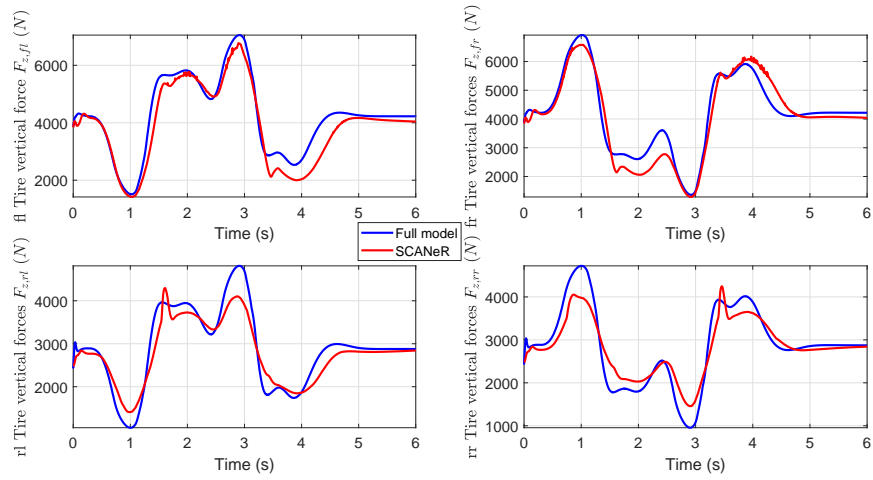 fl Tire vertical force F_{z,fl} (N)
6000
4000
2000
0 1 2 3 4 5 6
Time (s)
fr Tire vertical forces F_{z,fr} (N)
6000
4000
2000
0 1 2 3 4 5 6
Time (s)
Full model
SCANeR
rl Tire vertical forces F_{z,rl} (N)
4000
3000
2000
0 1 2 3 4 5 6
Time (s)
rr Tire vertical forces F_{z,rr} (N)
4000
3000
2000
1000
0 1 2 3 4 5 6
Time (s)